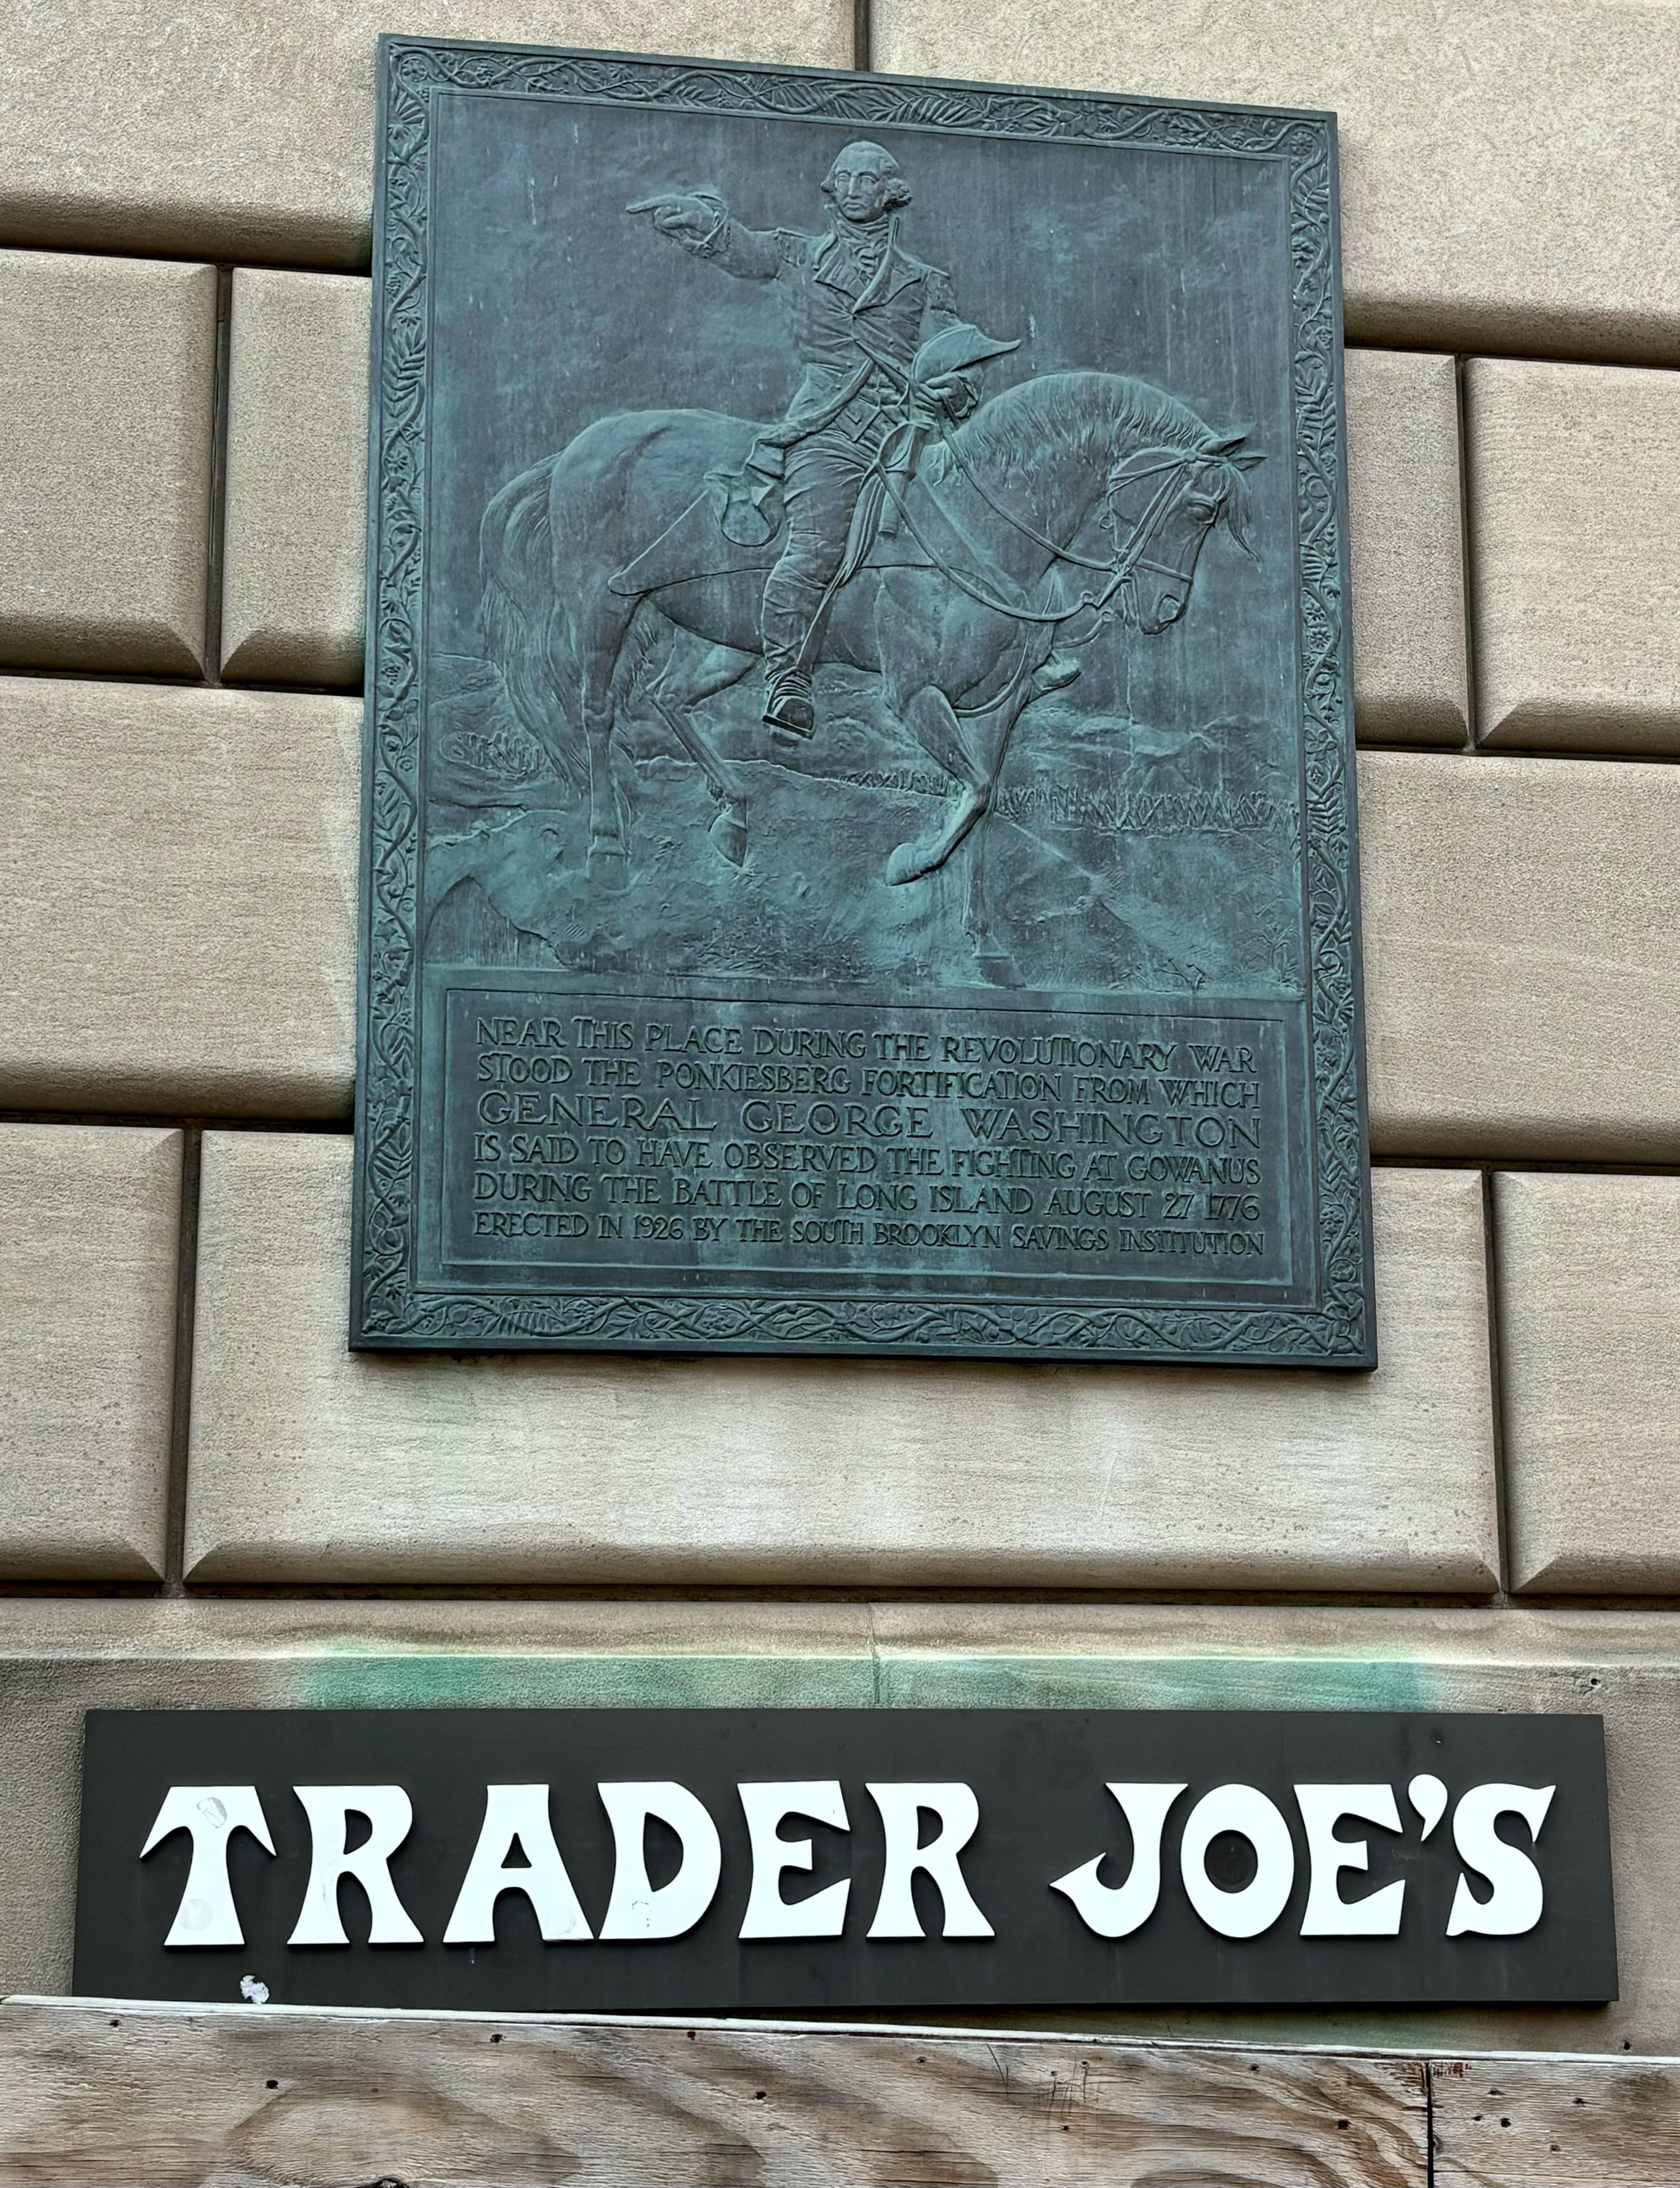 NEAR THIS PLACE DURING THE REVOLUTIONARY WAR
STOOD THE PONKIESBERG FORTIFICATION FROM WHICH
GENERAL GEORGE WASHINGTON
IS SAID TO HAVE OBSERVED THE FIGHTING AT GOWANUS
DURING THE BATTLE OF LONG ISLAND AUGUST 27 1776
ERECTED IN 1926 BY THE SOUTH BROOKLYN SAVINGS INSTITUTION
TRADER JOE'S